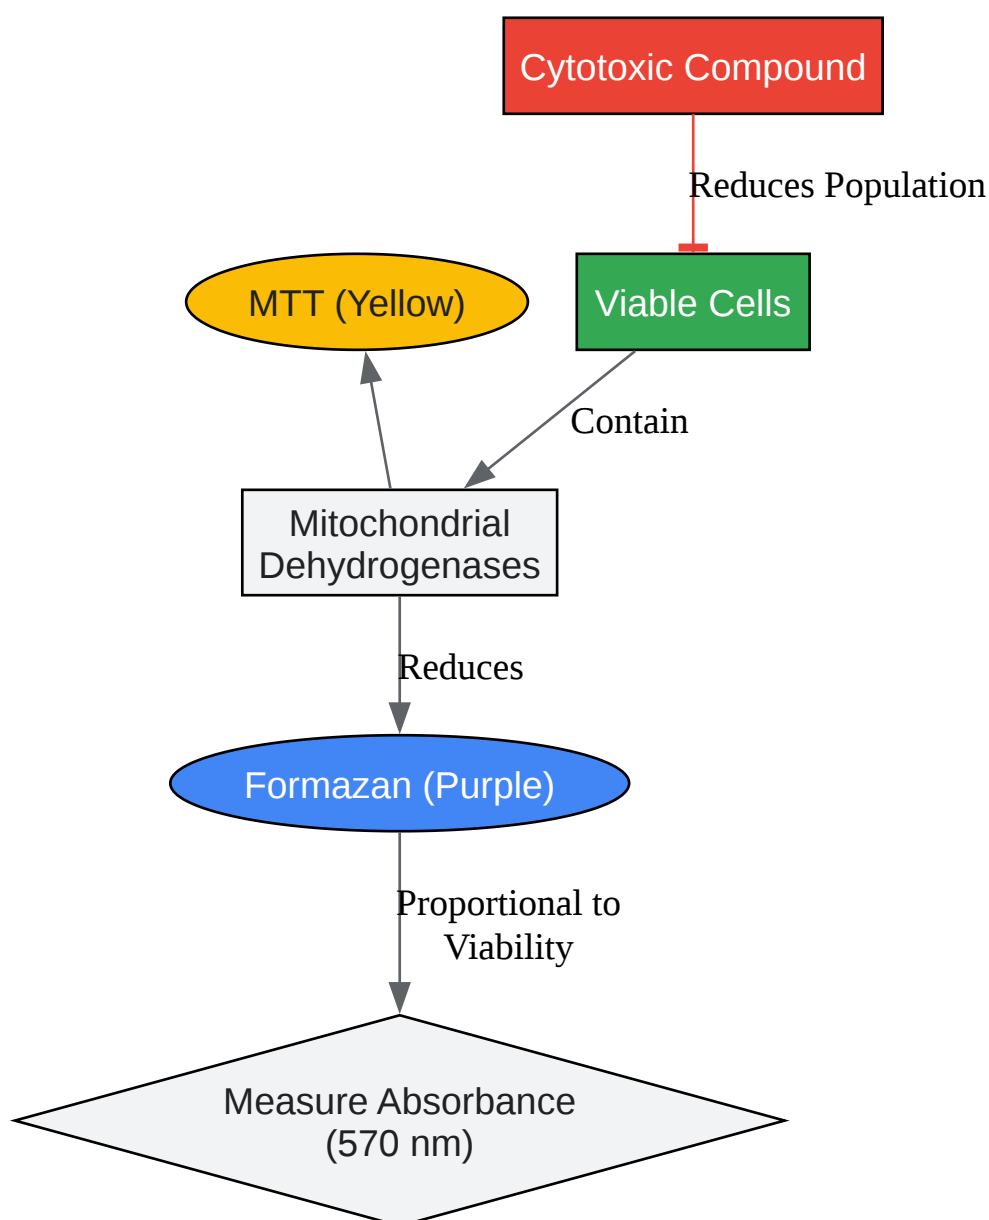 Cytotoxic Compound
Reduces Population
MTT (Yellow)
Viable Cells
Contain
Mitochondrial
Dehydrogenases
Reduces
Formazan (Purple)
Proportional to
Viability
Measure Absorbance
(570 nm)